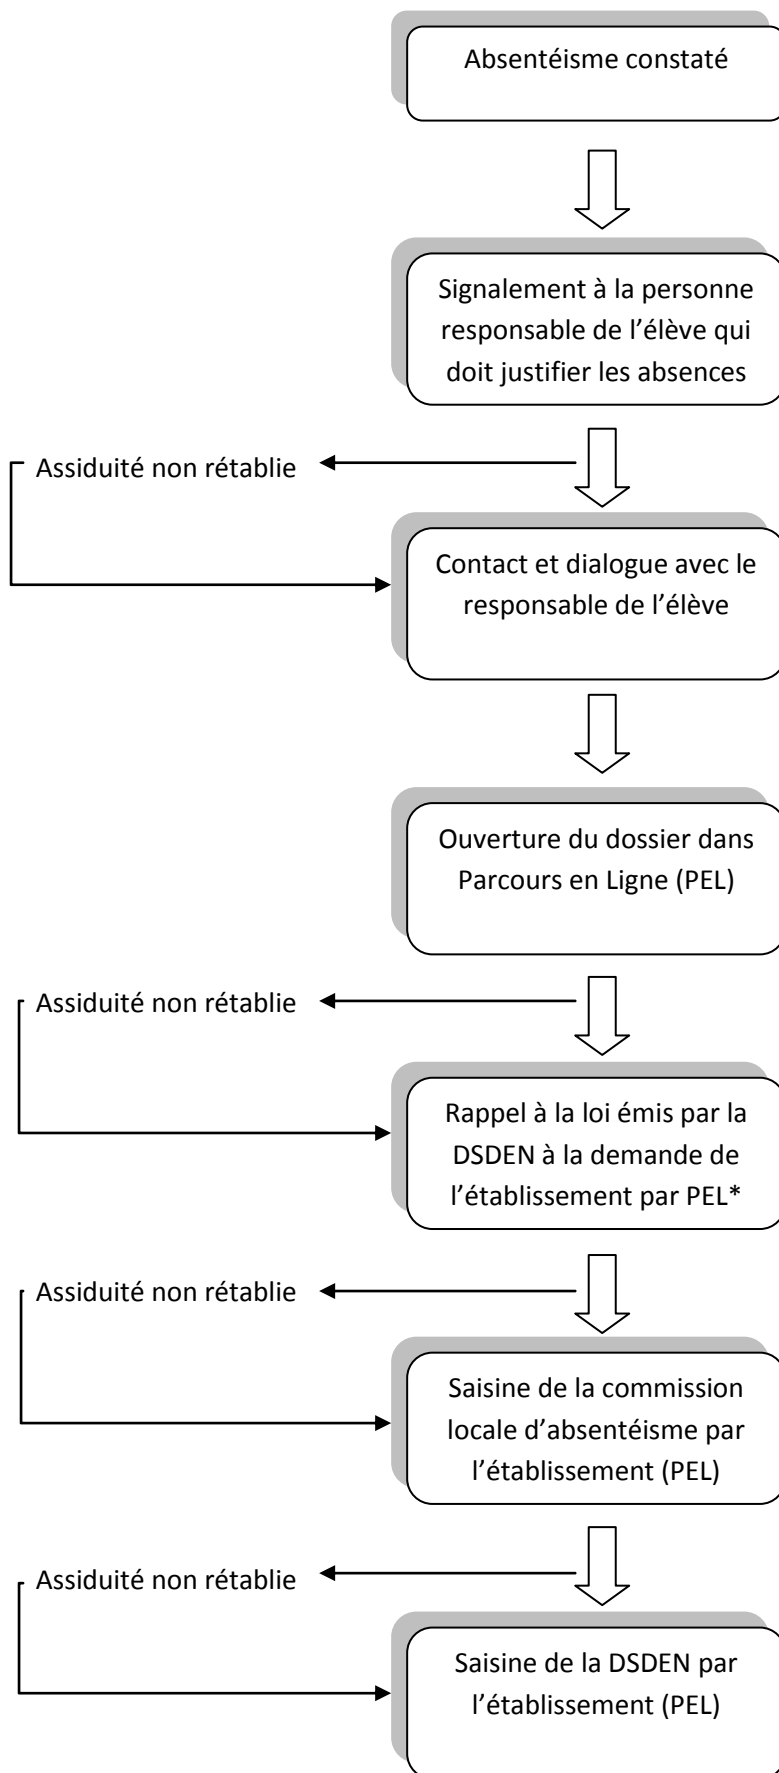 Absentéisme constaté
Signalement à la personne
responsable de l’élève qui
doit justifier les absences
Assiduité non rétablie
Contact et dialogue avec le
responsable de l’élève
Ouverture du dossier dans
Parcours en Ligne (PEL)
Assiduité non rétablie
Rappel à la loi émis par la
DSDEN à la demande de
l’établissement par PEL*
Assiduité non rétablie
Saisine de la commission
locale d’absentéisme par
l’établissement (PEL)
Assiduité non rétablie
Saisine de la DSDEN par
l’établissement (PEL)